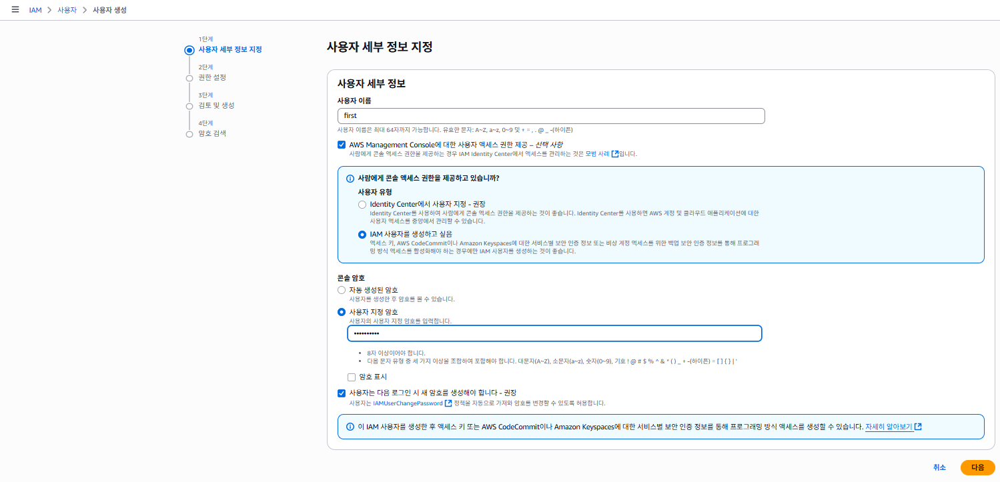 IAM > 사용자 > 사용자 생성
1단계
사용자 세부 정보 지정
2단계
권한 설정
3단계
검토 및 생성
4단계
암호 검색
사용자 세부 정보 지정
사용자 세부 정보
사용자 이름
first
사용자 이름은 최대 64자까지 가능합니다. 유효한 문자: A~Z, a~z, 0~9 및 + = , . @ _ -(하이픈)
AWS Management Console에 대한 사용자 액세스 권한 제공 – 선택 사항
사람에게 콘솔 액세스 권한을 제공하는 경우 IAM Identity Center에서 액세스를 관리하는 것은 모범 사례 입니다.
사람에게 콘솔 액세스 권한을 제공하고 있습니까?
사용자 유형
Identity Center에서 사용자 지정 - 권장
Identity Center를 사용하여 사람에게 콘솔 액세스 권한을 제공하는 것이 좋습니다. Identity Center를 사용하면 AWS 계정 및 클라우드 애플리케이션에 대한
사용자 액세스를 중앙에서 관리할 수 있습니다.
IAM 사용자를 생성하고 싶음
액세스 키, AWS CodeCommit이나 Amazon Keyspaces에 대한 서비스별 보안 인증 정보 또는 비상 계정 액세스를 위한 백업 보안 인증 정보를 통해 프로그래
밍 방식 액세스를 활성화해야 하는 경우에만 IAM 사용자를 생성하는 것이 좋습니다.
콘솔 암호
자동 생성된 암호
사용자를 생성한 후 암호를 볼 수 있습니다.
사용자 지정 암호
사용자의 사용자 지정 암호를 입력합니다.
••••••••••
• 8자 이상이어야 합니다.
• 다음 문자 유형 중 세 가지 이상을 조합하여 포함해야 합니다. 대문자(A~Z), 소문자(a~z), 숫자(0~9), 기호 ! @ # $ % ^ & * ( ) _ + -(하이픈) = [ ] { } | '
암호 표시
사용자는 다음 로그인 시 새 암호를 생성해야 합니다 - 권장
사용자는 IAMUserChangePassword 정책을 자동으로 가져와 암호를 변경할 수 있도록 허용합니다.
이 IAM 사용자를 생성한 후 액세스 키 또는 AWS CodeCommit이나 Amazon Keyspaces에 대한 서비스별 보안 인증 정보를 통해 프로그래밍 방식 액세스를 생성할 수 있습니다. 자세히 알아보기
취소 다음